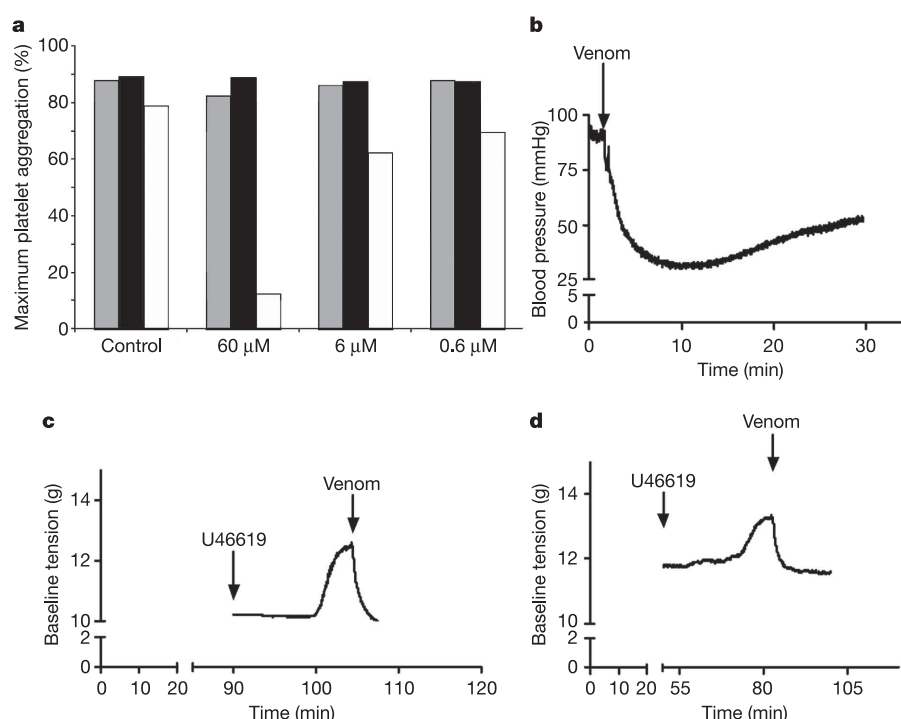 a
Maximum platelet aggregation (%)
100
80
60
40
20
0
Control 60 μM 6 μM 0.6 μM
b
Venom
Blood pressure (mmHg)
100
75
50
25
5
0
0 10 20 30
Time (min)
c
Venom
U46619
Baseline tension (g)
14
12
10
2
0
0 10 20 90 100 110 120
Time (min)
d
Venom
U46619
Baseline tension (g)
14
12
10
2
0
0 10 20 55 80 105
Time (min)